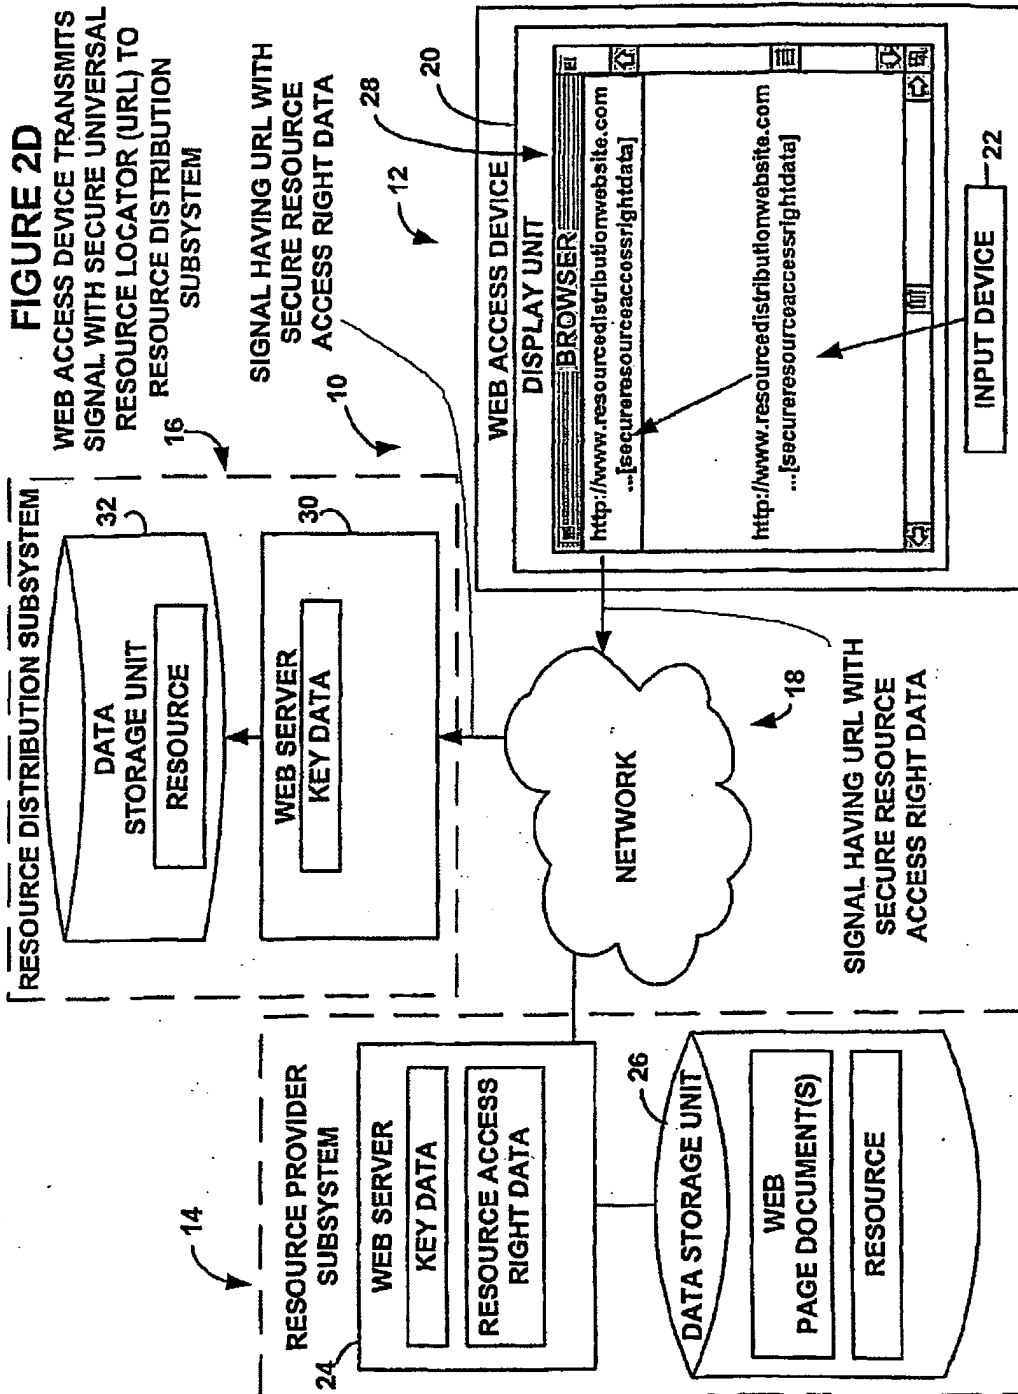 FIGURE 2D
WEB ACCESS DEVICE TRANSMITS
SIGNAL WITH SECURE UNIVERSAL
RESOURCE LOCATOR (URL) TO
RESOURCE DISTRIBUTION
SUBSYSTEM
RESOURCE DISTRIBUTION SUBSYSTEM
16
32
DATA
STORAGE UNIT
RESOURCE
30
WEB SERVER
KEY DATA
10
SIGNAL HAVING URL WITH
SECURE RESOURCE
ACCESS RIGHT DATA
12
28
20
WEB ACCESS DEVICE
DISPLAY UNIT
BROWSER
http://www.resourcedistributionwebsite.com
...[secureresourceaccessrightdata]
http://www.resourcedistributionwebsite.com
...[secureresourceaccessrightdata]
INPUT DEVICE
22
NETWORK
18
SIGNAL HAVING URL WITH
SECURE RESOURCE
ACCESS RIGHT DATA
14
RESOURCE PROVIDER
SUBSYSTEM
24
WEB SERVER
KEY DATA
RESOURCE ACCESS
RIGHT DATA
26
DATA STORAGE UNIT
WEB
PAGE DOCUMENT(S)
RESOURCE